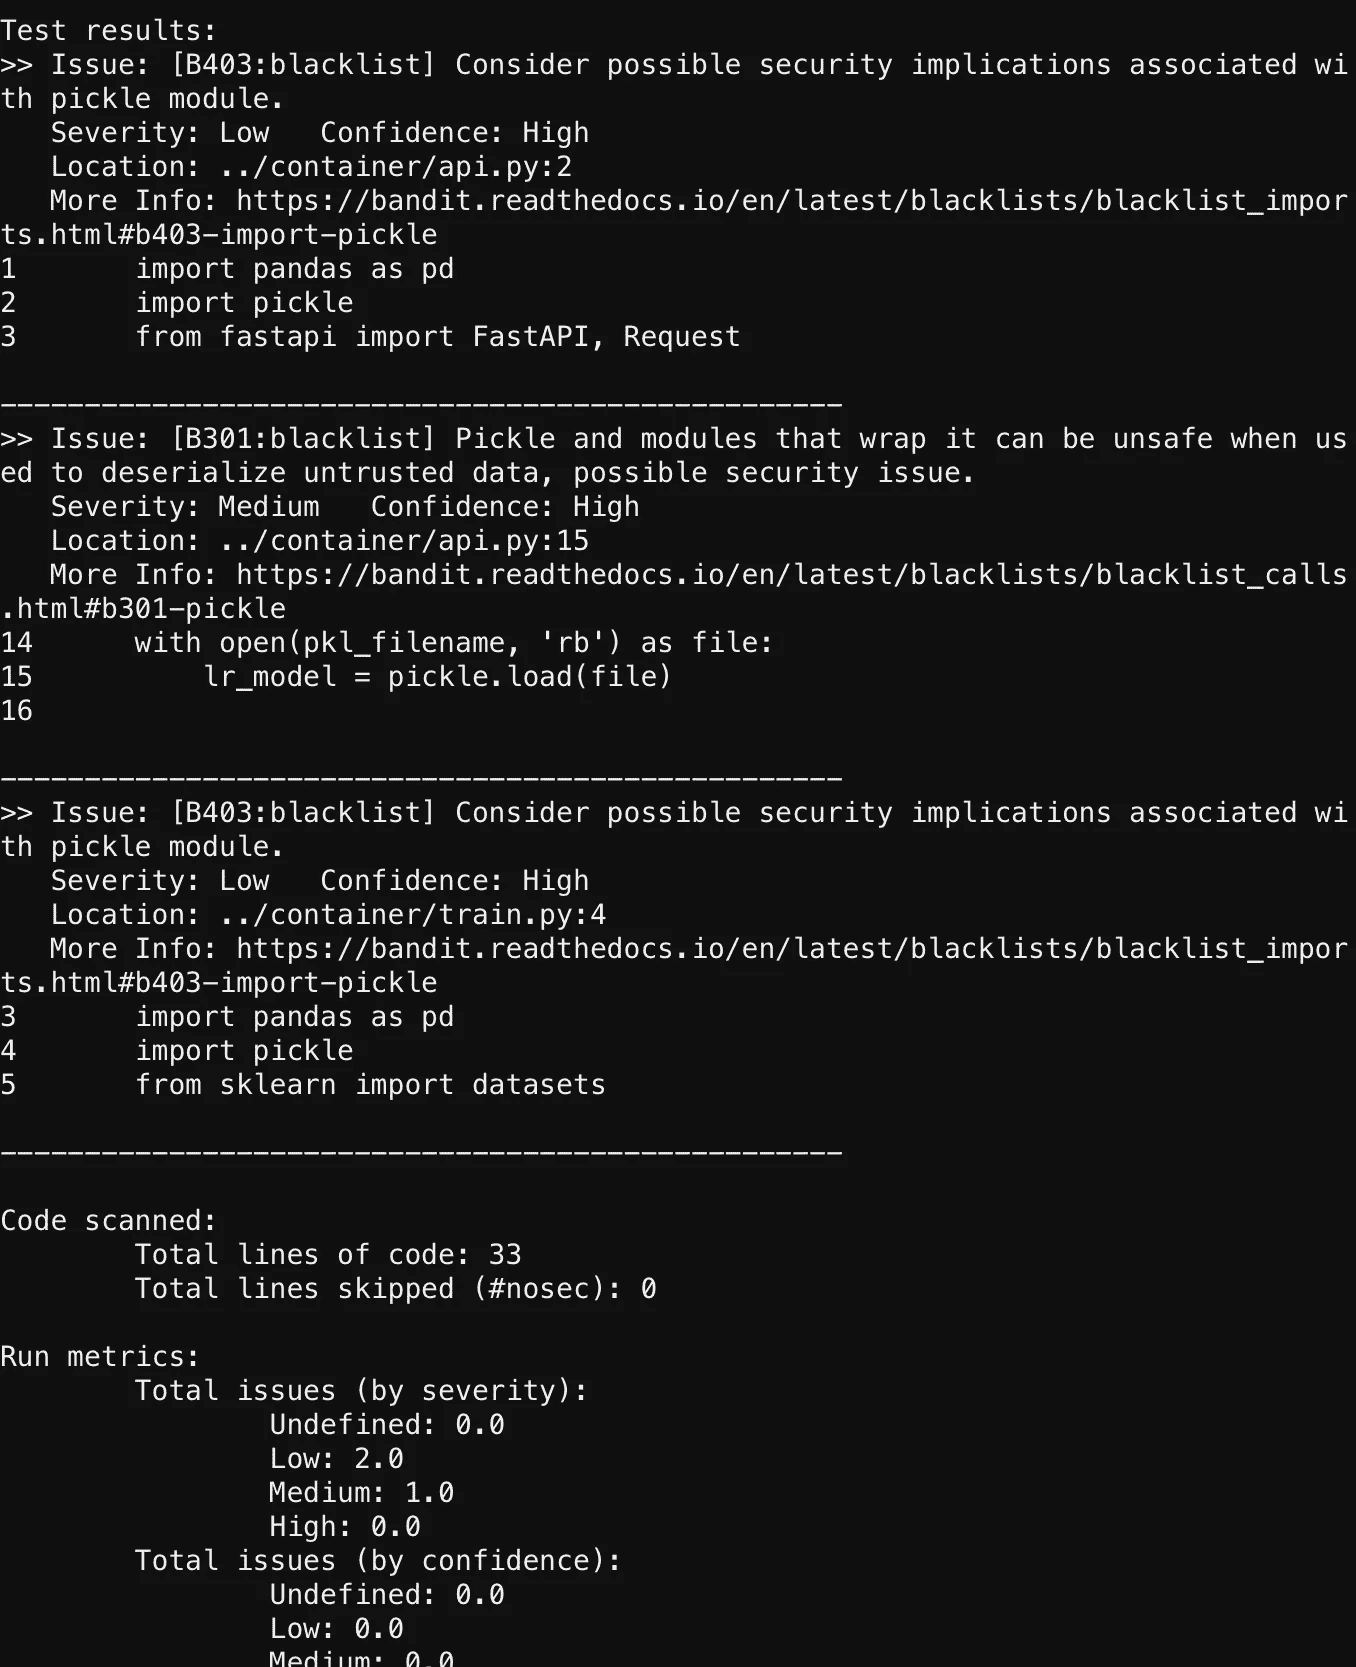 Test results:
>> Issue: [B403:blacklist] Consider possible security implications associated wi
th pickle module.
   Severity: Low   Confidence: High
   Location: ../container/api.py:2
   More Info: https://bandit.readthedocs.io/en/latest/blacklists/blacklist_impor
ts.html#b403-import-pickle
1       import pandas as pd
2       import pickle
3       from fastapi import FastAPI, Request

--------------------------------------------------
>> Issue: [B301:blacklist] Pickle and modules that wrap it can be unsafe when us
ed to deserialize untrusted data, possible security issue.
   Severity: Medium   Confidence: High
   Location: ../container/api.py:15
   More Info: https://bandit.readthedocs.io/en/latest/blacklists/blacklist_calls
.html#b301-pickle
14      with open(pkl_filename, 'rb') as file:
15          lr_model = pickle.load(file)
16

--------------------------------------------------
>> Issue: [B403:blacklist] Consider possible security implications associated wi
th pickle module.
   Severity: Low   Confidence: High
   Location: ../container/train.py:4
   More Info: https://bandit.readthedocs.io/en/latest/blacklists/blacklist_impor
ts.html#b403-import-pickle
3       import pandas as pd
4       import pickle
5       from sklearn import datasets

--------------------------------------------------

Code scanned:
        Total lines of code: 33
        Total lines skipped (#nosec): 0

Run metrics:
        Total issues (by severity):
                Undefined: 0.0
                Low: 2.0
                Medium: 1.0
                High: 0.0
        Total issues (by confidence):
                Undefined: 0.0
                Low: 0.0
                Medium: 0.0